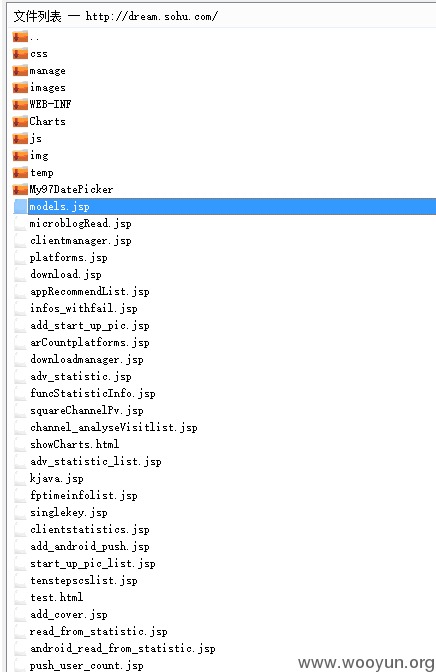 文件列表 — http://dream.sohu.com/
..
css
manage
images
WEB-INF
Charts
js
img
temp
My97DatePicker
models.jsp
microblogRead.jsp
clientmanager.jsp
platforms.jsp
download.jsp
appRecommendList.jsp
infos_withfail.jsp
add_start_up_pic.jsp
arCountplatforms.jsp
downloadmanager.jsp
adv_statistic.jsp
funcStatisticInfo.jsp
squareChannelPv.jsp
channel_analyseVisitlist.jsp
showCharts.html
adv_statistic_list.jsp
kjava.jsp
fptimeinfolist.jsp
singlekey.jsp
clientstatistics.jsp
add_android_push.jsp
start_up_pic_list.jsp
tenstepscslist.jsp
test.html
add_cover.jsp
read_from_statistic.jsp
android_read_from_statistic.jsp
push_user_count.jsp
www.wooyun.org